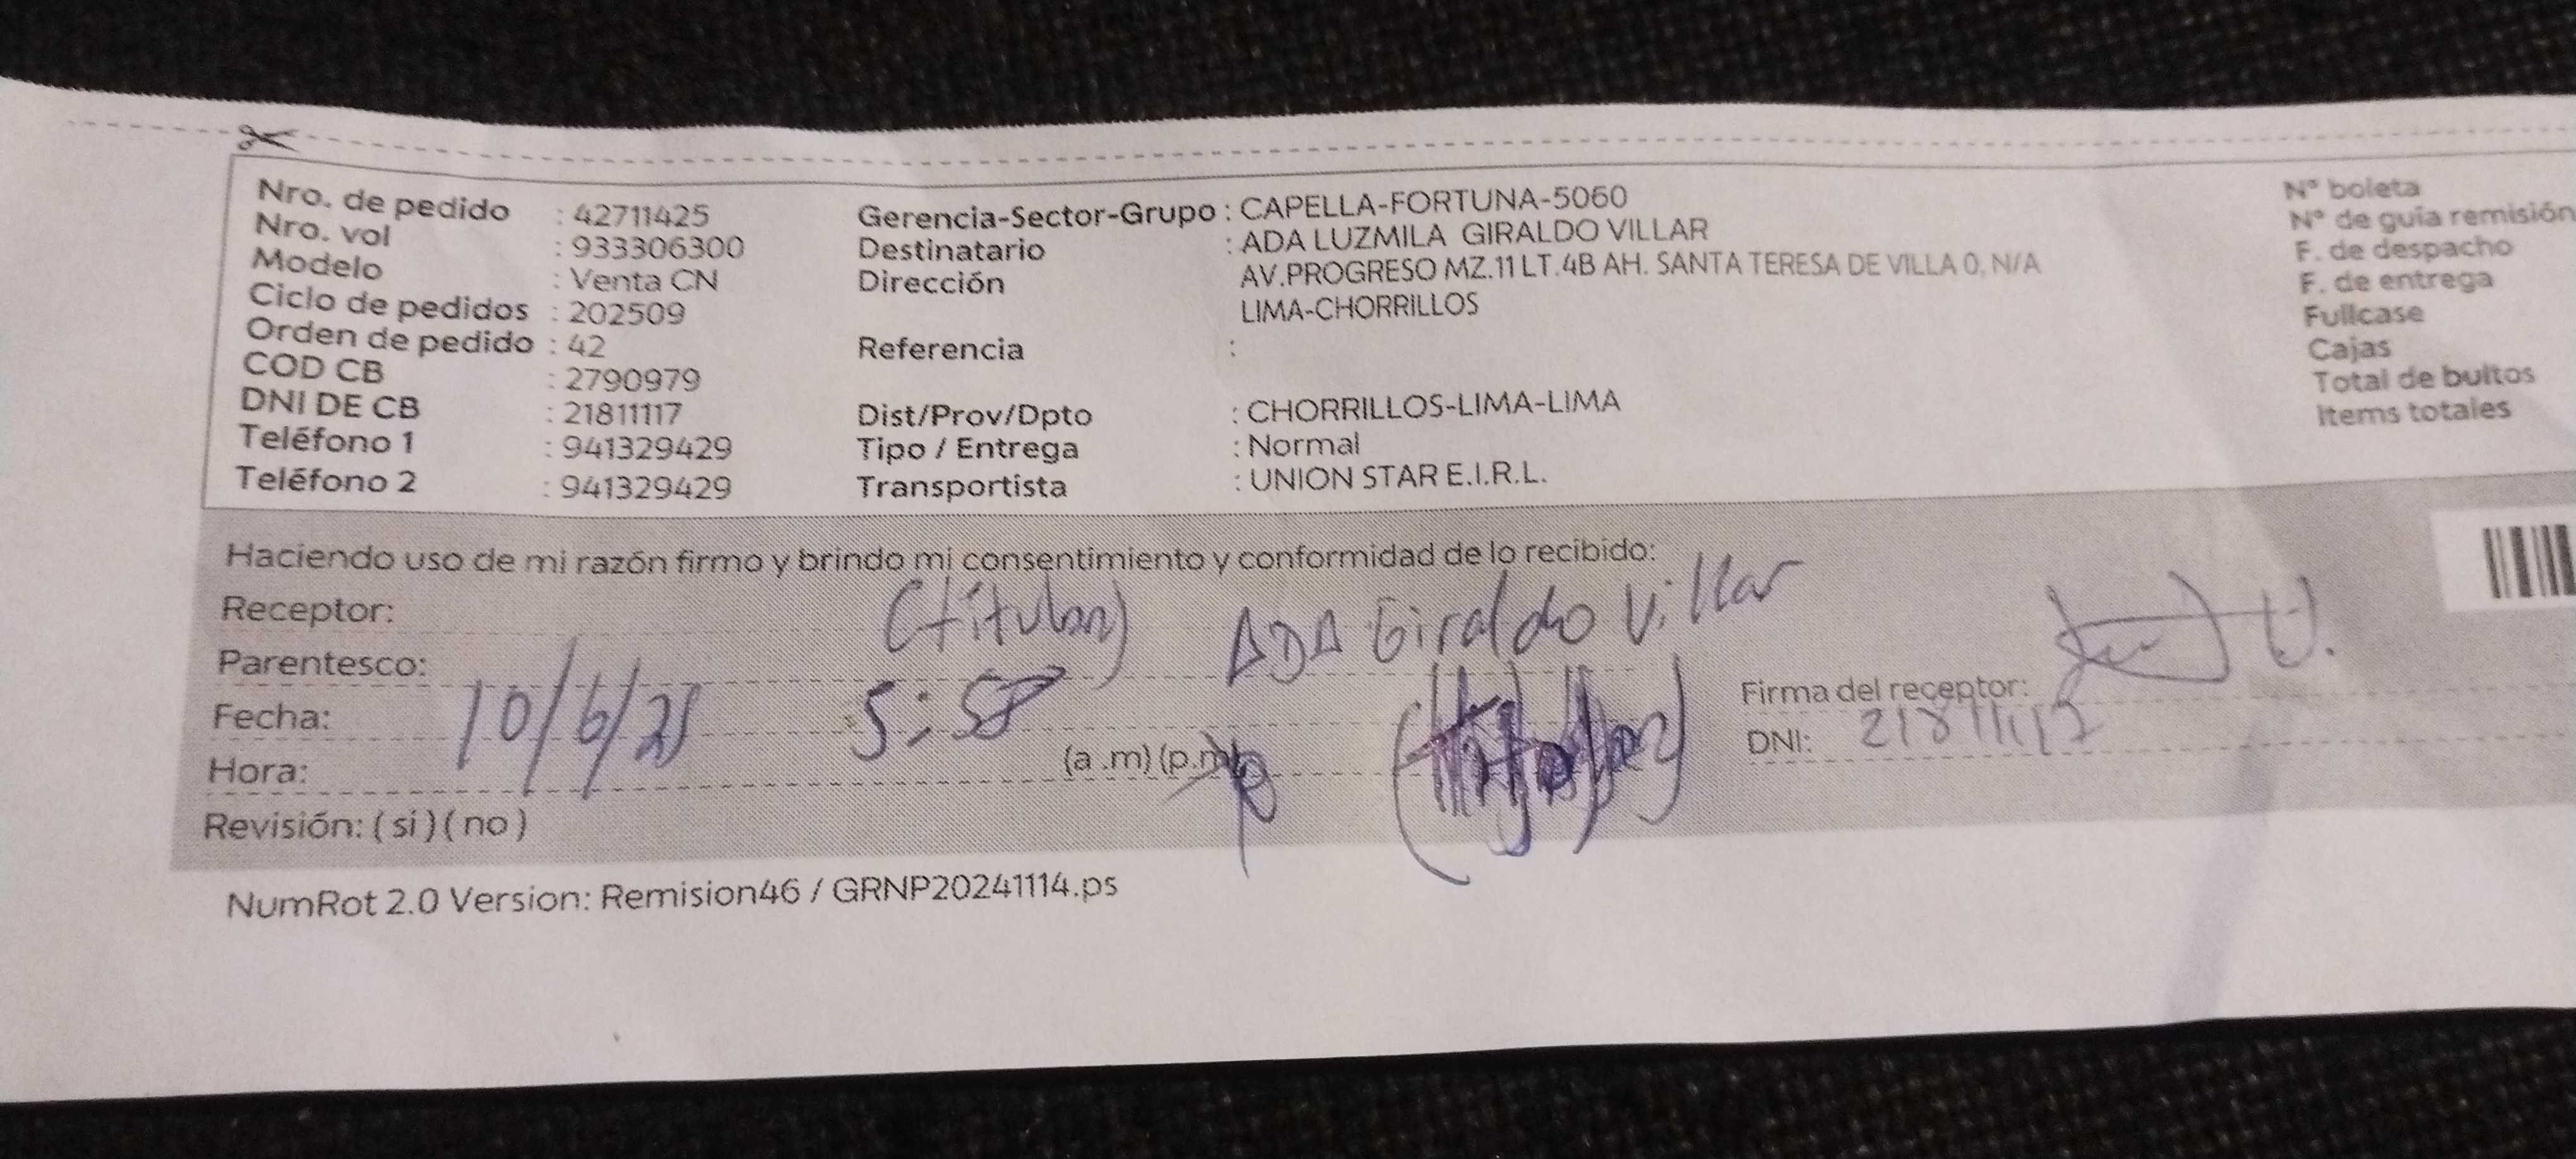 Nro. de pedido : 42711425
Nro. vol : 933306300
Modelo : Venta CN
Ciclo de pedidos : 202509
Orden de pedido : 42
COD CB : 2790979
DNI DE CB : 21811117
Teléfono 1 : 941329429
Teléfono 2 : 941329429
Gerencia-Sector-Grupo : CAPELLA-FORTUNA-5060
Destinatario : ADA LUZMILA GIRALDO VILLAR
Dirección AV.PROGRESO MZ.11 LT.4B AH. SANTA TERESA DE VILLA 0, N/A
LIMA-CHORRILLOS
Referencia :
Dist/Prov/Dpto : CHORRILLOS-LIMA-LIMA
Tipo / Entrega : Normal
Transportista : UNION STAR E.I.R.L.
N° boleta
N° de guía remisión
F. de despacho
F. de entrega
Fullcase
Cajas
Total de bultos
Items totales
Haciendo uso de mi razón firmo y brindo mi consentimiento y conformidad de lo recibido:
Receptor: (titular) ADA Giraldo Villar
Parentesco:
Fecha: 10/6/25 5:58
Hora: (a .m) (p.m)
Revisión: ( si ) ( no )
Firma del receptor:
DNI: 21811117
NumRot 2.0 Version: Remision46 / GRNP20241114.ps